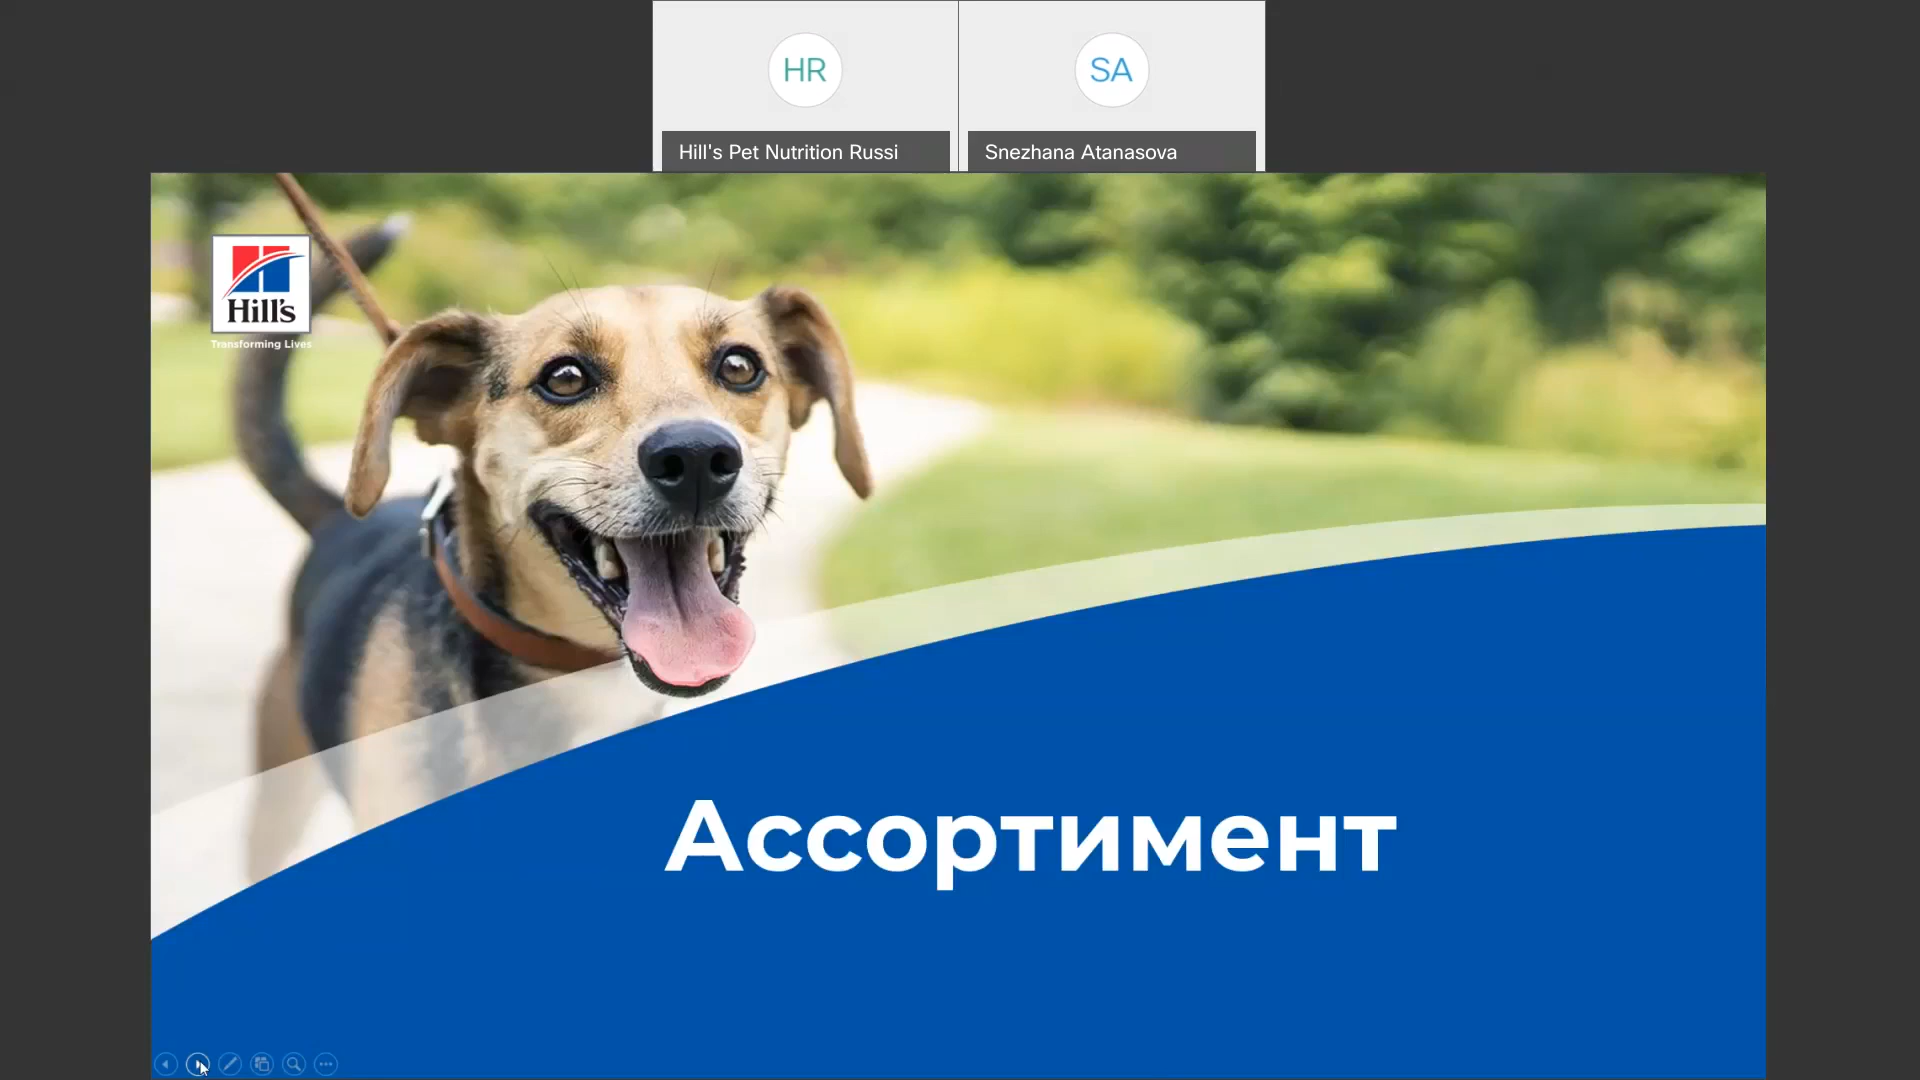 HR
SA
Hill's Pet Nutrition Russi
Snezhana Atanasova
Hill's
Transforming Lives
Ассортимент